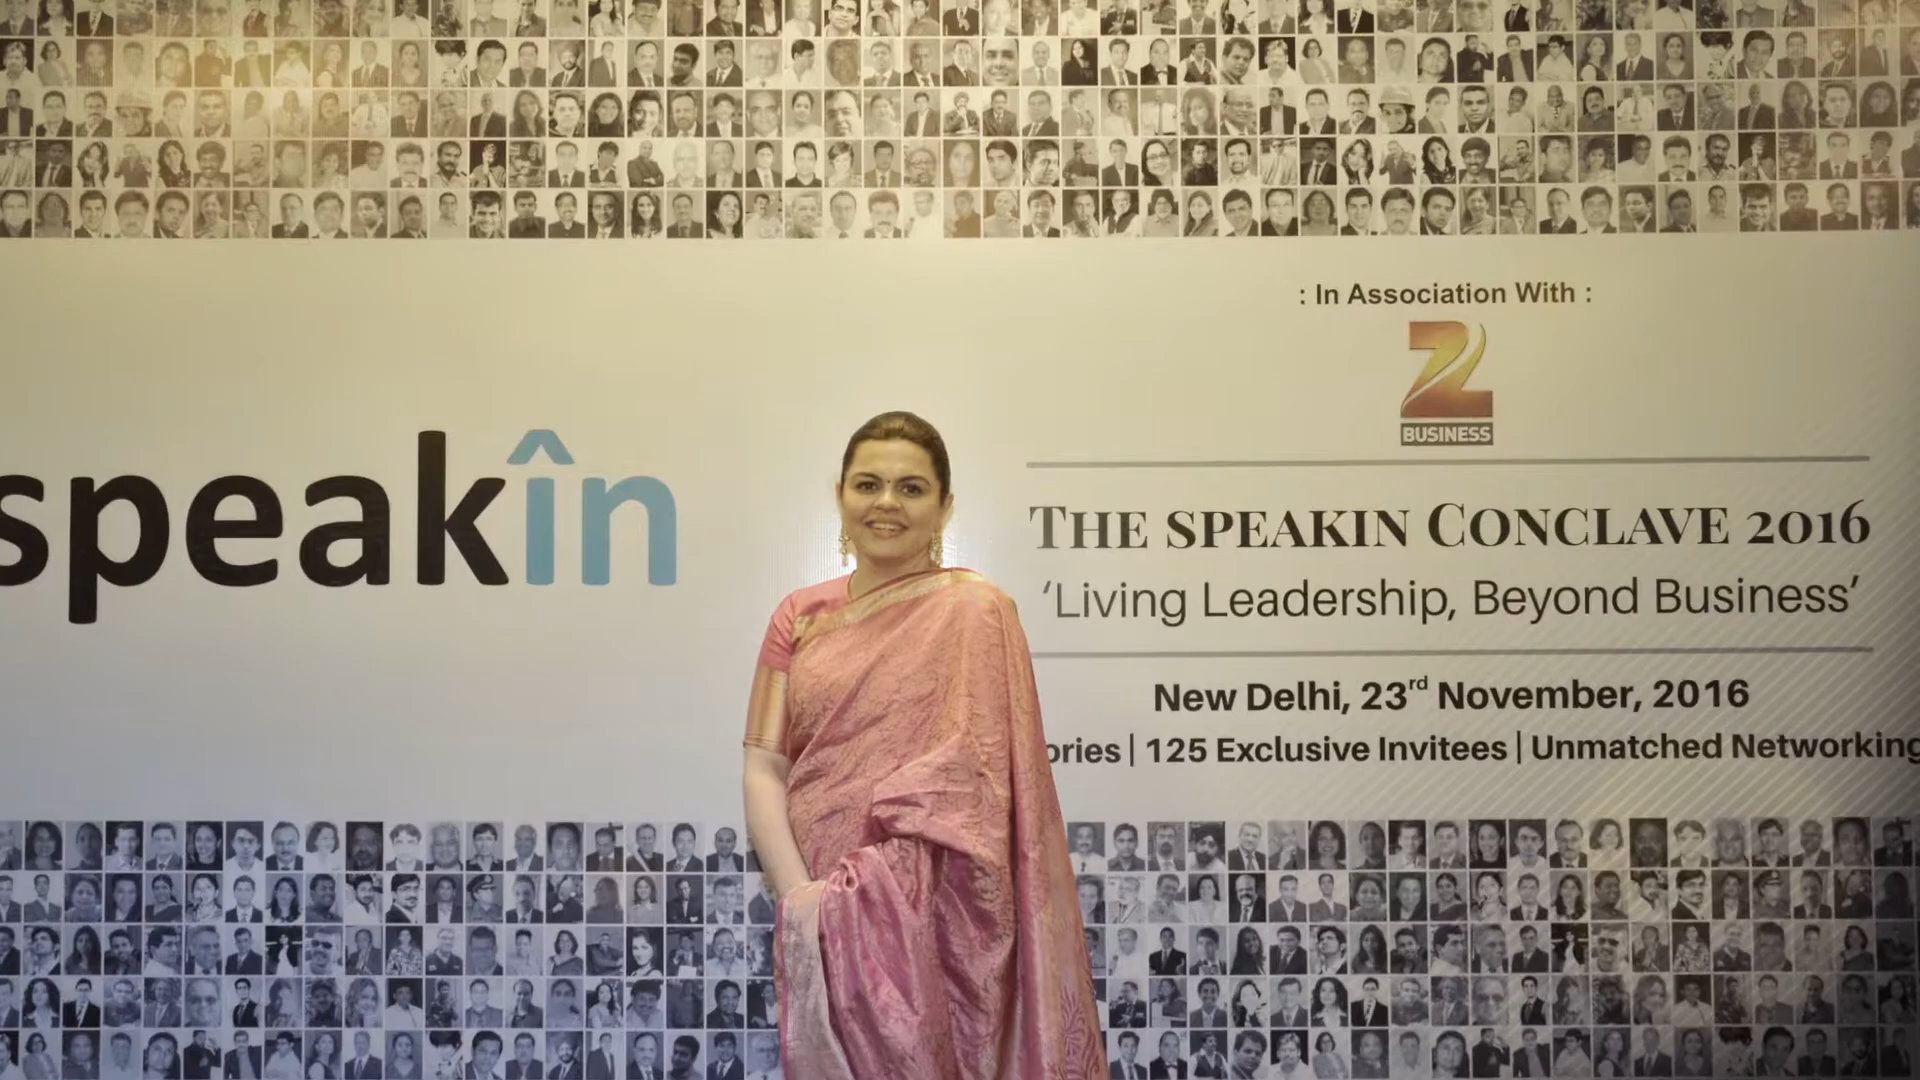 speakîn
: In Association With :
Z
BUSINESS
THE SPEAKIN CONCLAVE 2016
‘Living Leadership, Beyond Business’
New Delhi, 23rd November, 2016
ories | 125 Exclusive Invitees | Unmatched Networking